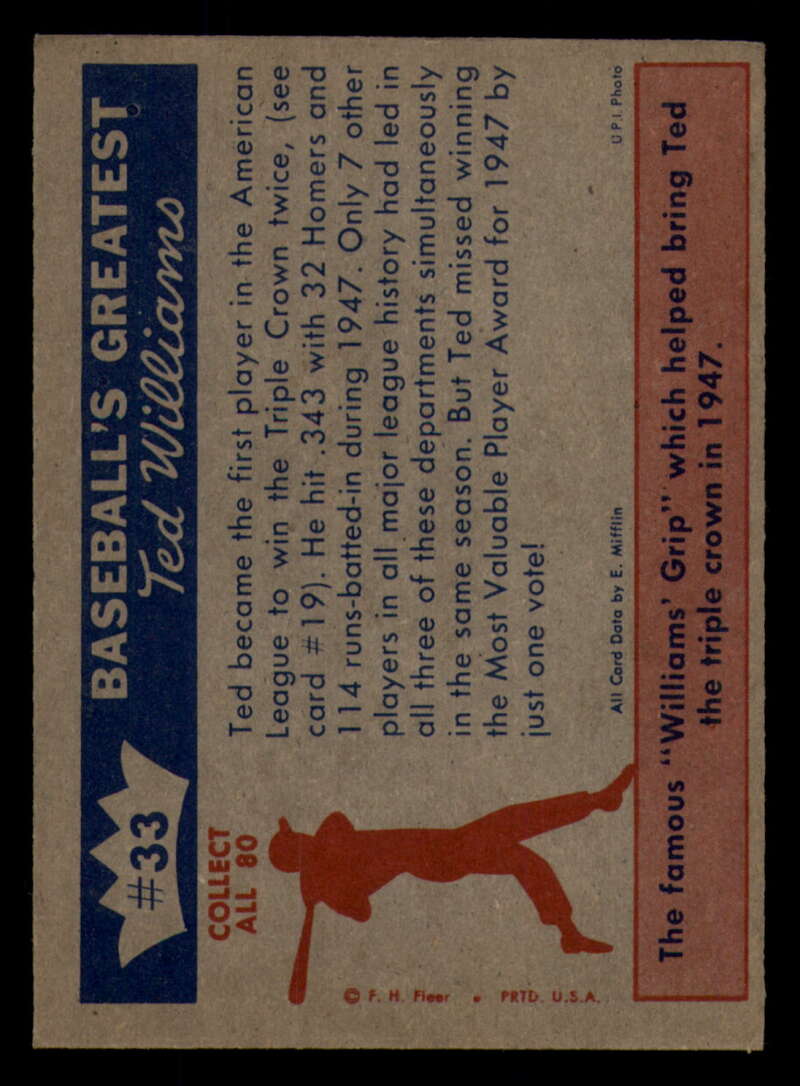 #33
BASEBALL'S GREATEST
Ted Williams
COLLECT
ALL 80
Ted became the first player in the American
League to win the Triple Crown twice, (see
card #19). He hit .343 with 32 Homers and
114 runs-batted-in during 1947. Only 7 other
players in all major league history had led in
all three of these departments simultaneously
in the same season. But Ted missed winning
the Most Valuable Player Award for 1947 by
just one vote!
© F. H. Fleer • PRTD. U.S.A.
All Card Data by E. Mifflin
U P.I. Photo
The famous "Williams' Grip" which helped bring Ted
the triple crown in 1947.